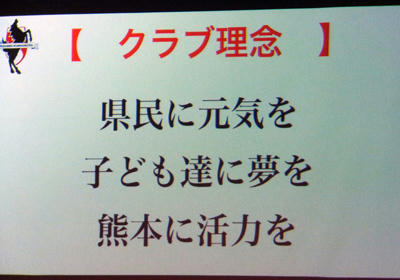 【 クラブ理念 】
県民に元気を
子ども達に夢を
熊本に活力を